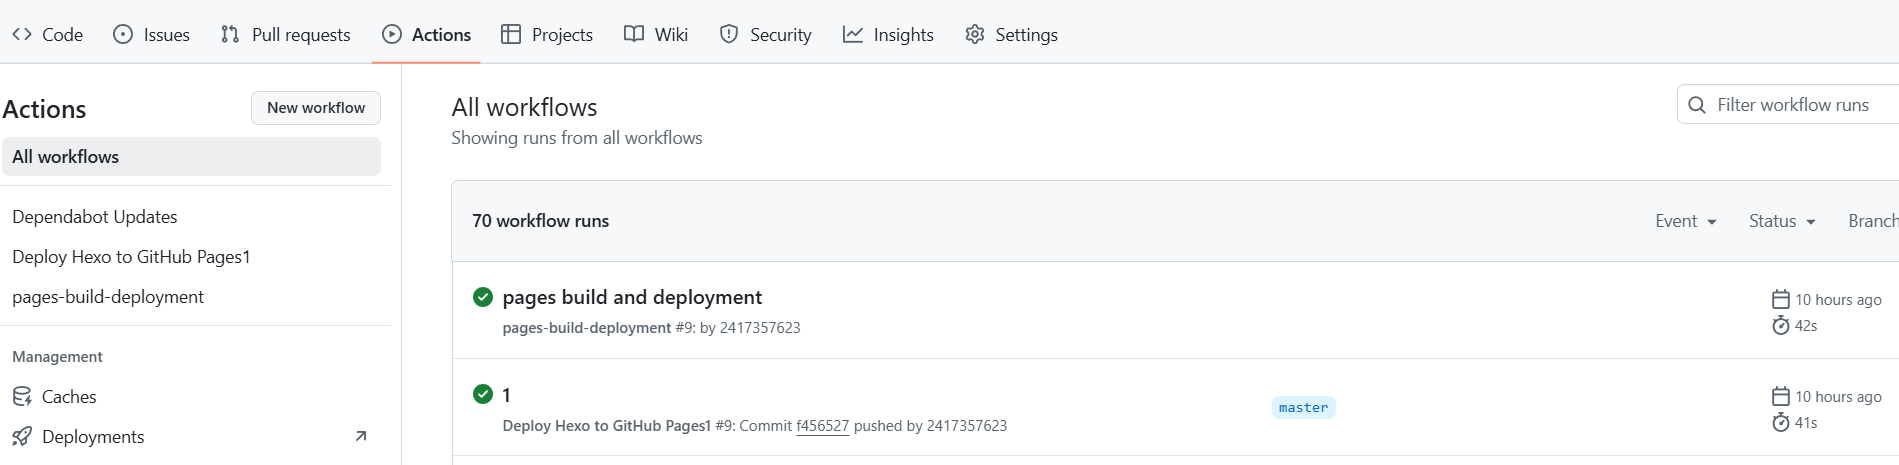 Code Issues Pull requests Actions Projects Wiki Security Insights Settings
Actions New workflow
All workflows
Dependabot Updates
Deploy Hexo to GitHub Pages1
pages-build-deployment
Management
Caches
Deployments
All workflows
Filter workflow runs
Showing runs from all workflows
70 workflow runs Event Status Branch
pages build and deployment
10 hours ago
pages-build-deployment #9: by 2417357623
42s
1
master
10 hours ago
Deploy Hexo to GitHub Pages1 #9: Commit f456527 pushed by 2417357623
41s